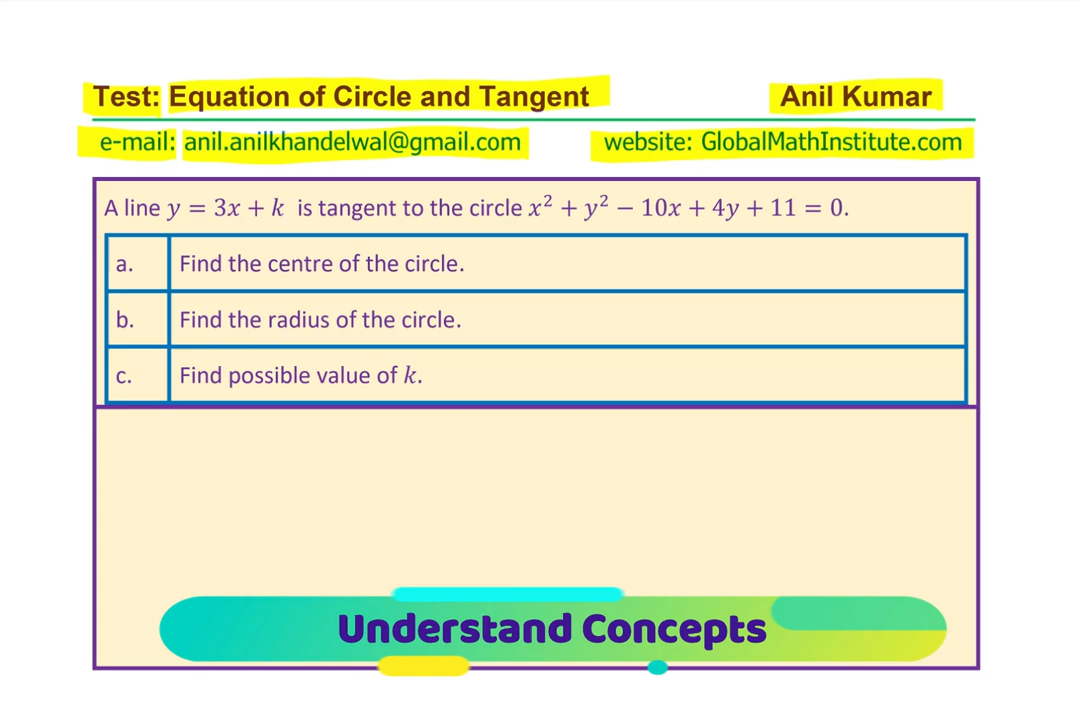 Test: Equation of Circle and Tangent Anil Kumar
e-mail: anil.anilkhandelwal@gmail.com website: GlobalMathInstitute.com
A line y = 3x + k is tangent to the circle x² + y² − 10x + 4y + 11 = 0.
a. Find the centre of the circle.
b. Find the radius of the circle.
c. Find possible value of k.
Understand Concepts